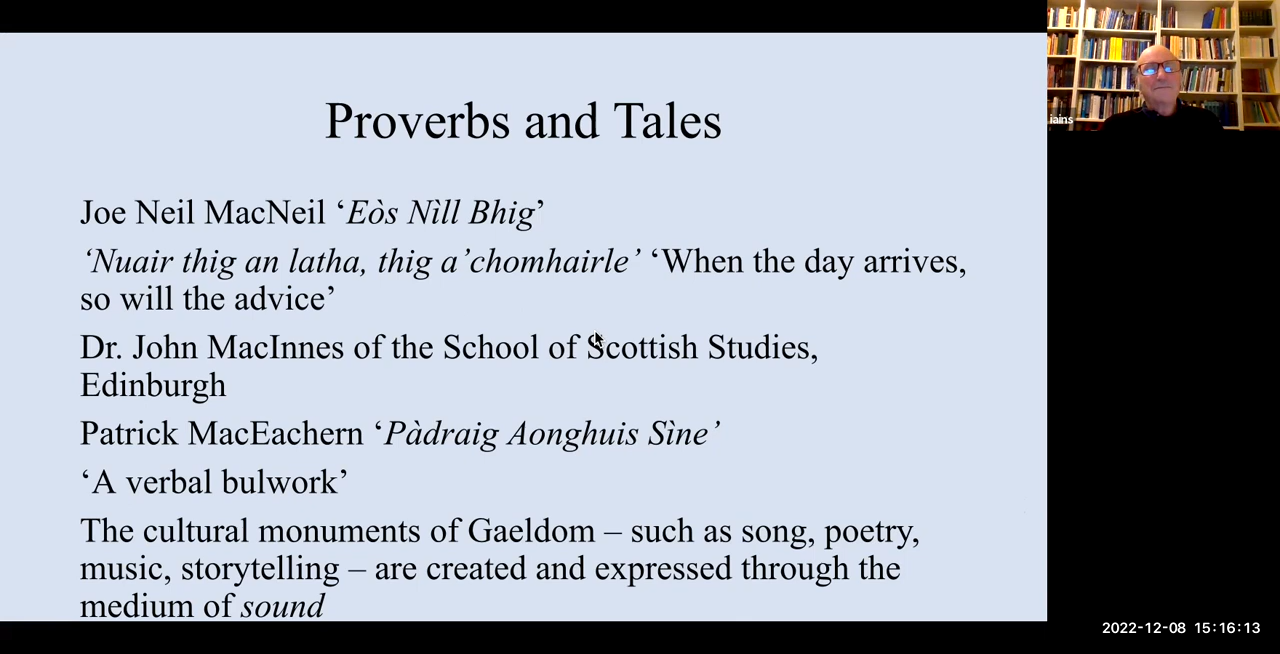 Proverbs and Tales
Joe Neil MacNeil ‘Eòs Nìll Bhig’
‘Nuair thig an latha, thig a’chomhairle’ ‘When the day arrives,
so will the advice’
Dr. John MacInnes of the School of Scottish Studies,
Edinburgh
Patrick MacEachern ‘Pàdraig Aonghuis Sìne’
‘A verbal bulwork’
The cultural monuments of Gaeldom – such as song, poetry,
music, storytelling – are created and expressed through the
medium of sound
iains
2022-12-08 15:16:13